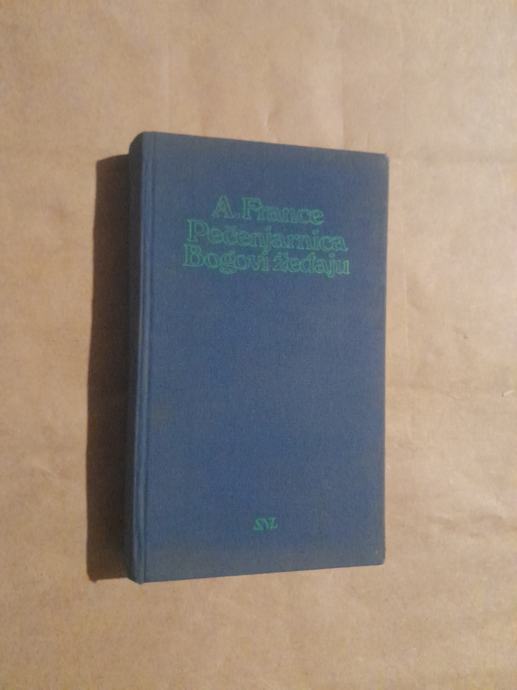 A. France
Pečenjarnica
Bogovi žeđaju
SNL